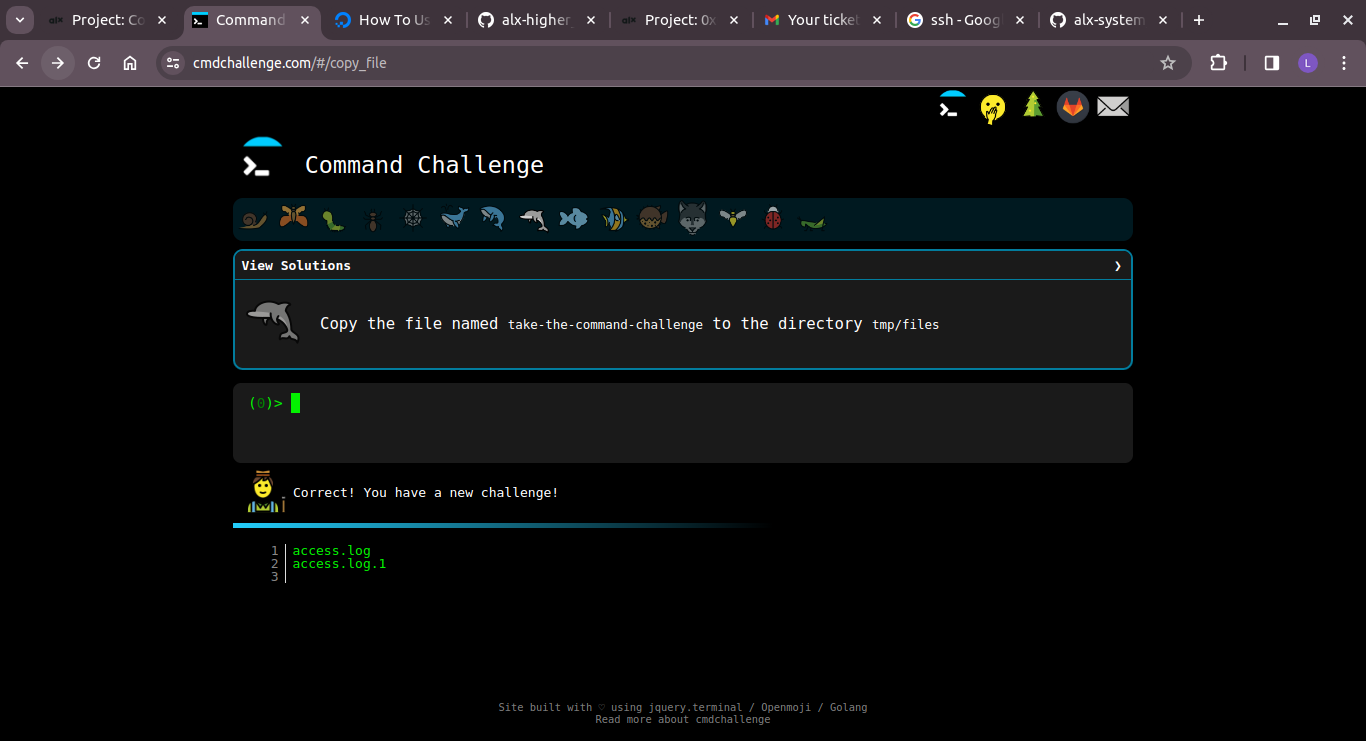 Project: Co
Command
How To Us
alx-higher
Project: 0x
Your ticket
ssh - Goog
alx-system
cmdchallenge.com/#/copy_file
L
Command Challenge
View Solutions
Copy the file named take-the-command-challenge to the directory tmp/files
(0)>
Correct! You have a new challenge!
1 access.log
2 access.log.1
3
Site built with ♡ using jquery.terminal / Openmoji / Golang
Read more about cmdchallenge